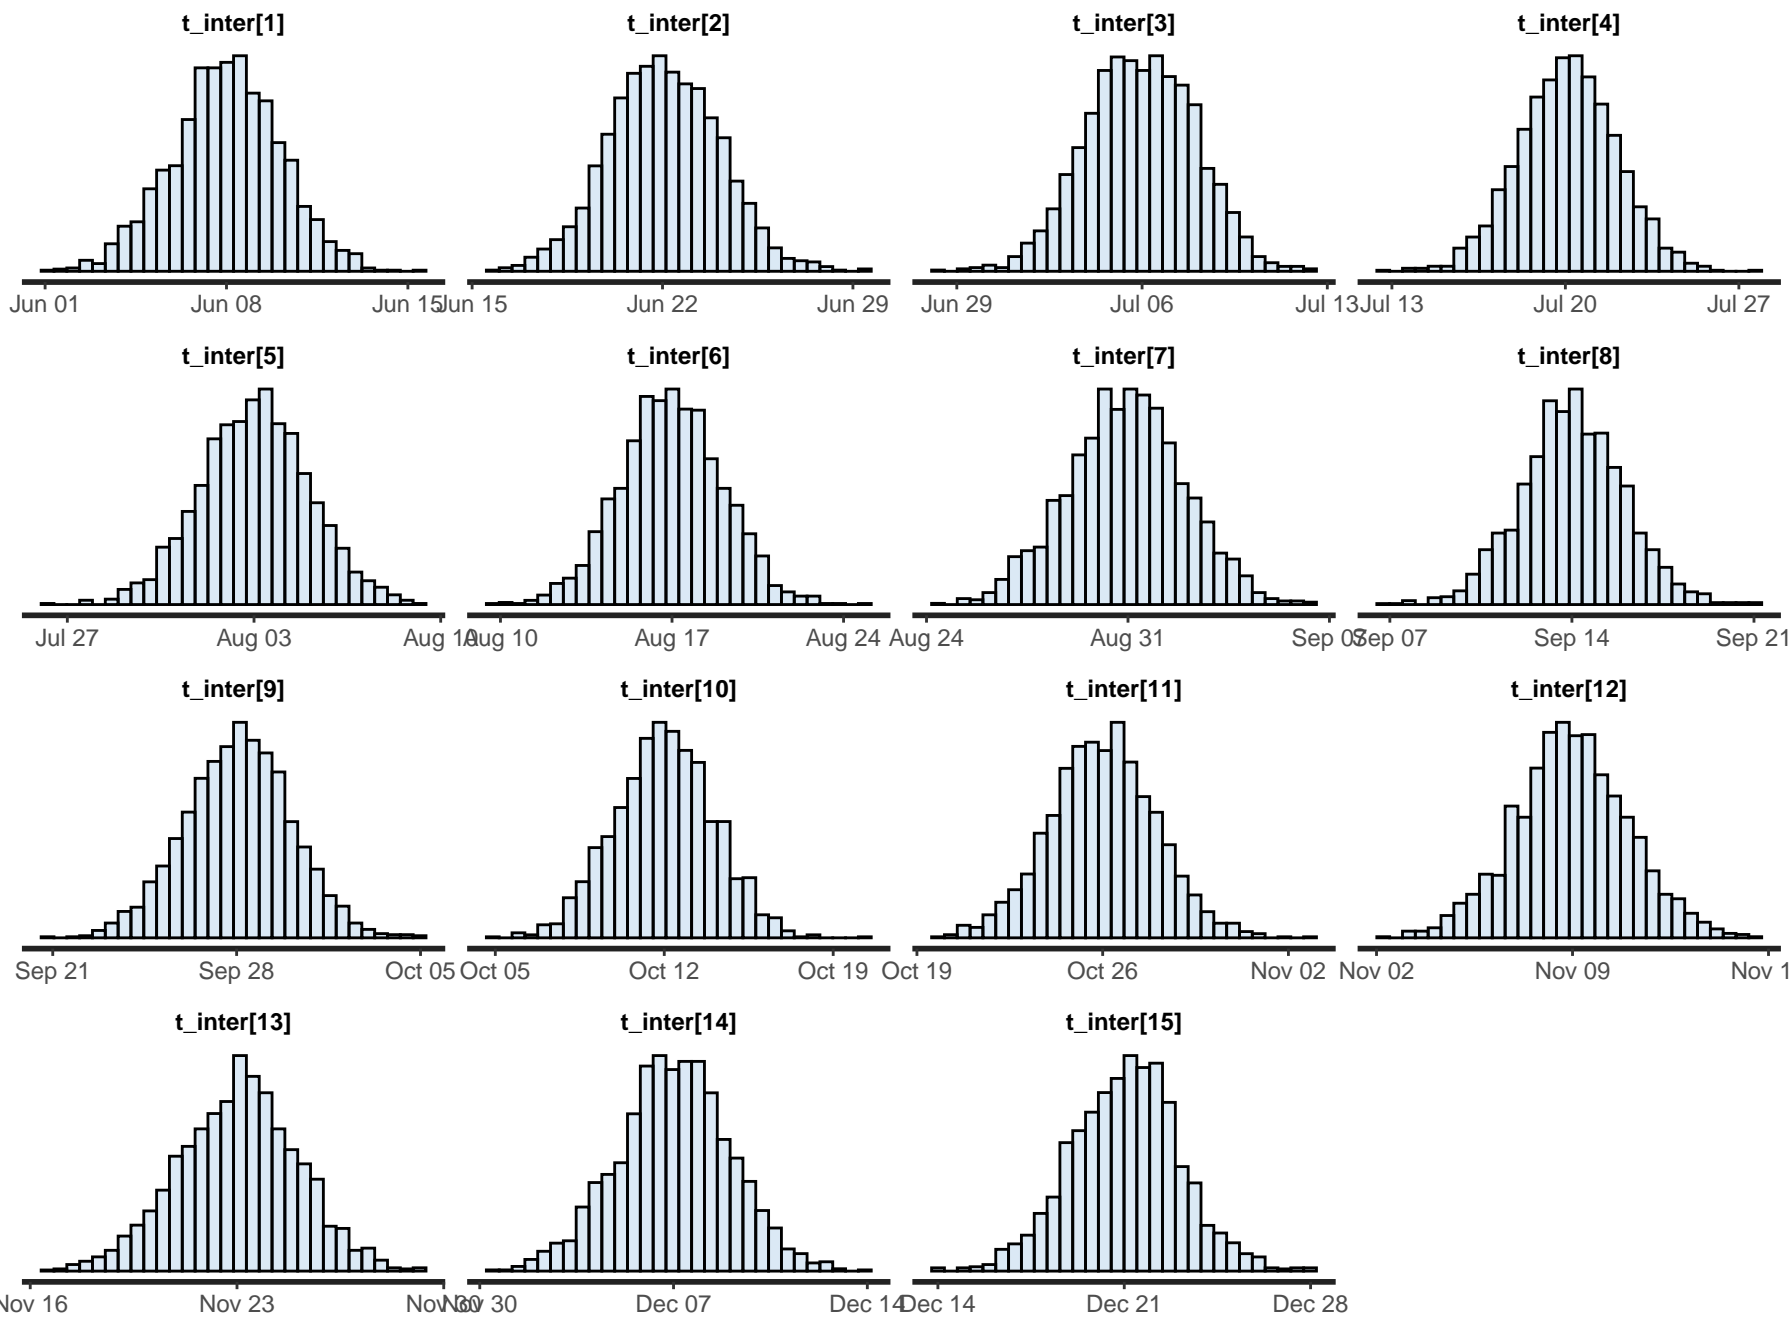 t_inter[1] t_inter[2] t_inter[3] t_inter[4]
Jun 01 Jun 08 Jun 15 Jun 15 Jun 22 Jun 29 Jun 29 Jul 06 Jul 13 Jul 13 Jul 20 Jul 27
t_inter[5] t_inter[6] t_inter[7] t_inter[8]
Jul 27 Aug 03 Aug 10 Aug 10 Aug 17 Aug 24 Aug 24 Aug 31 Sep 07 Sep 07 Sep 14 Sep 21
t_inter[9] t_inter[10] t_inter[11] t_inter[12]
Sep 21 Sep 28 Oct 05 Oct 05 Oct 12 Oct 19 Oct 19 Oct 26 Nov 02 Nov 02 Nov 09 Nov 1
t_inter[13] t_inter[14] t_inter[15]
Nov 16 Nov 23 Nov 30 Nov 30 Dec 07 Dec 14 Dec 14 Dec 21 Dec 28